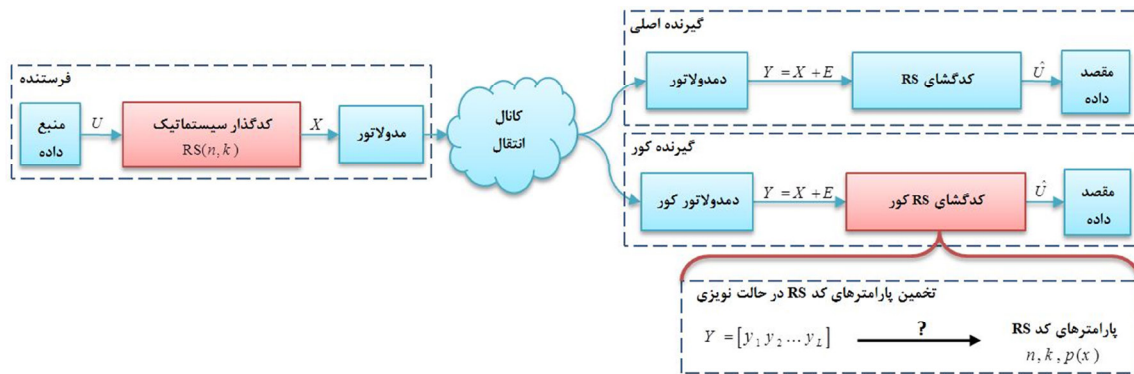 گیرنده اصلی
دمدولاتور
Y = X + E
کدگشای RS
Û
مقصد
داده
فرستنده
منبع
داده
U
کدگذار سیستماتیک
RS(n, k)
X
مدولاتور
کانال
انتقال
گیرنده کور
دمدولاتور کور
Y = X + E
کدگشای RS کور
Û
مقصد
داده
تخمین پارامترهای کد RS در حالت نویزی
Y = [y₁ y₂ ... y_L]
?
پارامترهای کد RS
n, k, p(x)